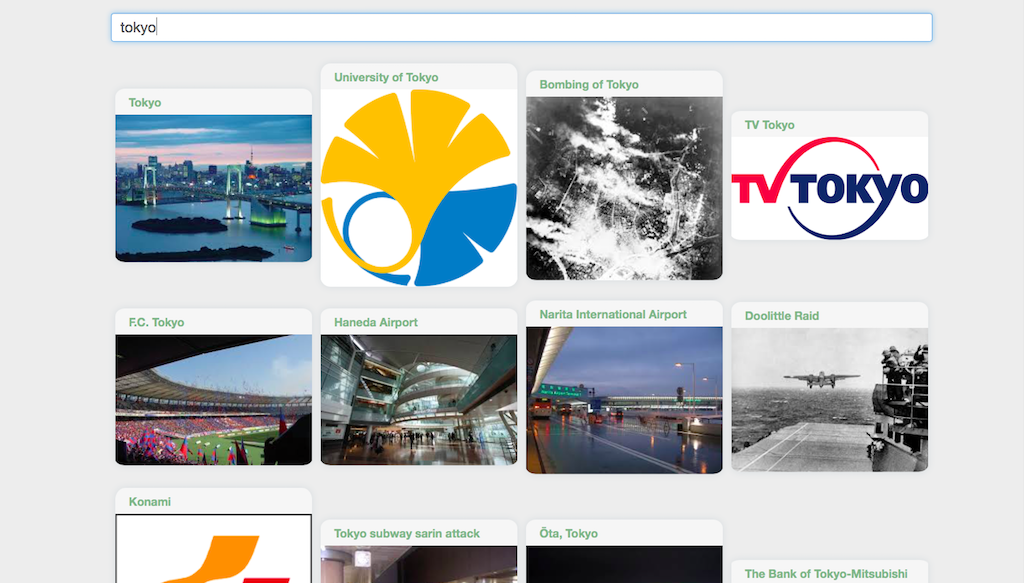 tokyo
Tokyo
University of Tokyo
Bombing of Tokyo
TV Tokyo
TV TOKYO
F.C. Tokyo
Haneda Airport
Narita International Airport
Doolittle Raid
Konami
Tokyo subway sarin attack
Ōta, Tokyo
The Bank of Tokyo-Mitsubishi